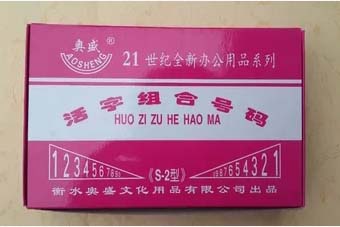 奥盛
AOSHENG
21世纪全新办公用品系列
活字组合号码
HUO ZI ZU HE HAO MA
1234567890
《S-2型》
0987654321
衡水奥盛文化用品有限公司出品